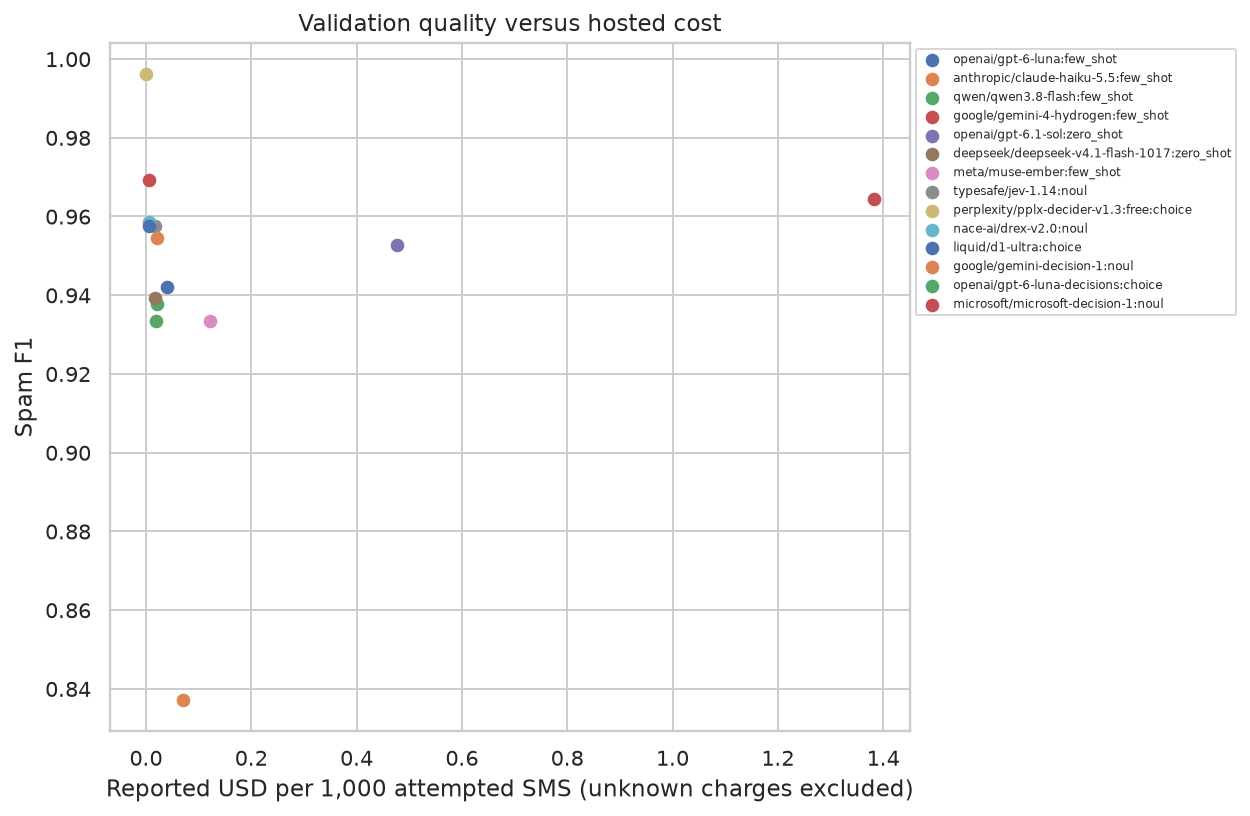 Validation quality versus hosted cost
1.00
0.98
0.96
0.94
0.92
0.90
0.88
0.86
0.84
Spam F1
0.0 0.2 0.4 0.6 0.8 1.0 1.2 1.4
Reported USD per 1,000 attempted SMS (unknown charges excluded)
openai/gpt-6-luna:few_shot
anthropic/claude-haiku-5.5:few_shot
qwen/qwen3.8-flash:few_shot
google/gemini-4-hydrogen:few_shot
openai/gpt-6.1-sol:zero_shot
deepseek/deepseek-v4.1-flash-1017:zero_shot
meta/muse-ember:few_shot
typesafe/jev-1.14:noul
perplexity/pplx-decider-v1.3:free:choice
nace-ai/drex-v2.0:noul
liquid/d1-ultra:choice
google/gemini-decision-1:noul
openai/gpt-6-luna-decisions:choice
microsoft/microsoft-decision-1:noul